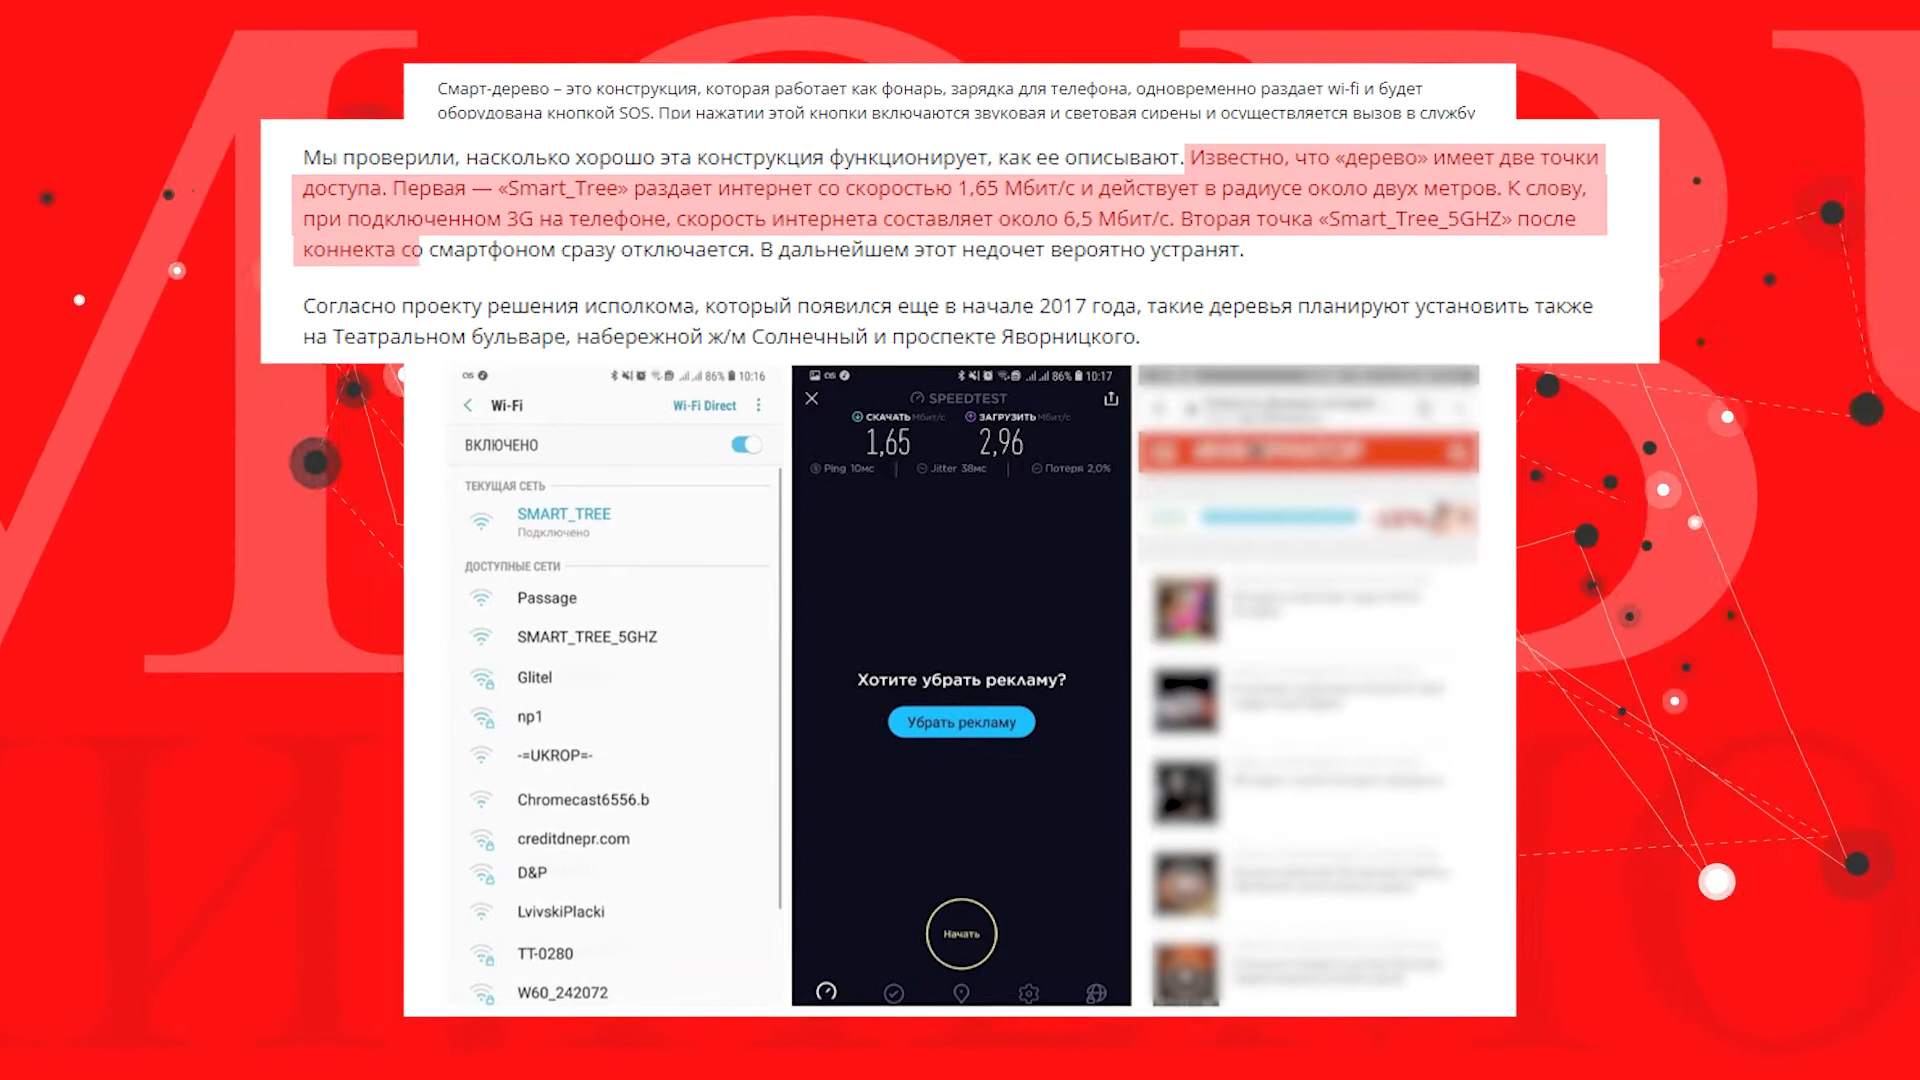 Смарт-дерево – это конструкция, которая работает как фонарь, зарядка для телефона, одновременно раздает wi-fi и будет
оборудована кнопкой SOS. При нажатии этой кнопки включаются звуковая и световая сирены и осуществляется вызов в службу
Мы проверили, насколько хорошо эта конструкция функционирует, как ее описывают. Известно, что «дерево» имеет две точки
доступа. Первая — «Smart_Tree» раздает интернет со скоростью 1,65 Мбит/с и действует в радиусе около двух метров. К слову,
при подключенном 3G на телефоне, скорость интернета составляет около 6,5 Мбит/с. Вторая точка «Smart_Tree_5GHZ» после
коннекта со смартфоном сразу отключается. В дальнейшем этот недочет вероятно устранят.
Согласно проекту решения исполкома, который появился еще в начале 2017 года, такие деревья планируют установить также
на Театральном бульваре, набережной ж/м Солнечный и проспекте Яворницкого.
86% 10:16
Wi-Fi
Wi-Fi Direct
ВКЛЮЧЕНО
ТЕКУЩАЯ СЕТЬ
SMART_TREE
Подключено
ДОСТУПНЫЕ СЕТИ
Passage
SMART_TREE_5GHZ
Glitel
np1
-=UKROP=-
Chromecast6556.b
creditdnepr.com
D&P
LvivskiPlacki
TT-0280
W60_242072
86% 10:17
SPEEDTEST
СКАЧАТЬ Мбит/с ЗАГРУЗИТЬ Мбит/с
1,65 2,96
Ping 10мс Jitter 38мс Потеря 2,0%
Хотите убрать рекламу?
Убрать рекламу
Начать